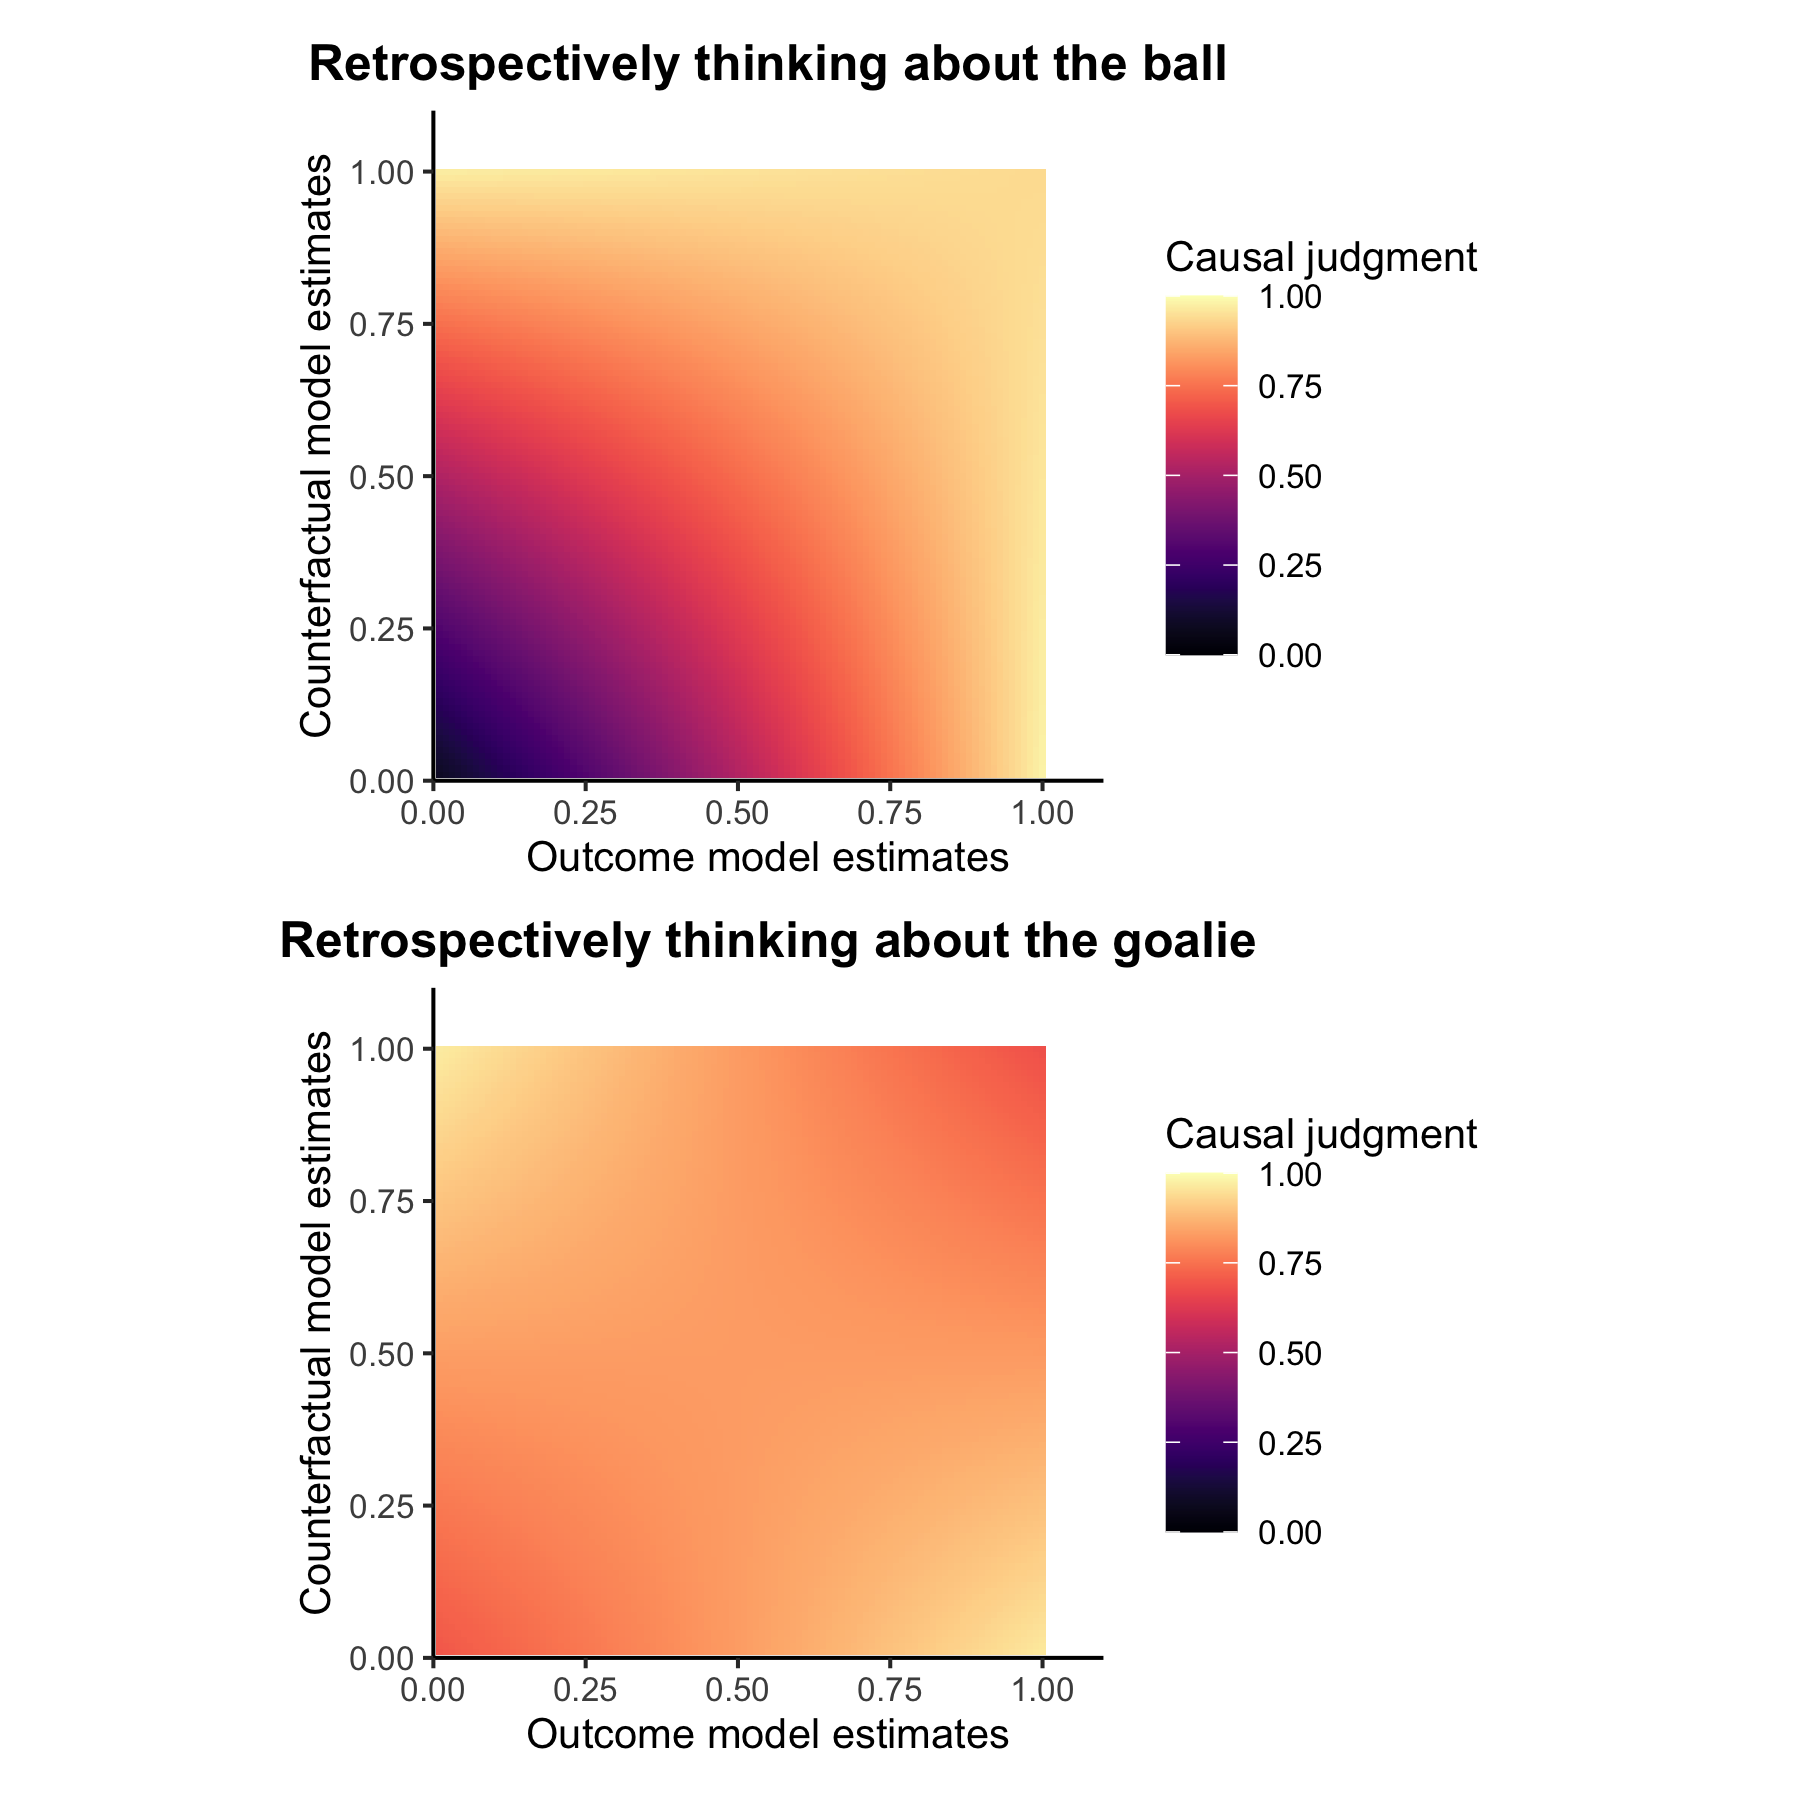 Retrospectively thinking about the ball
Counterfactual model estimates
1.00
0.75
0.50
0.25
0.00
0.00 0.25 0.50 0.75 1.00
Outcome model estimates
Causal judgment
1.00
0.75
0.50
0.25
0.00
Retrospectively thinking about the goalie
Counterfactual model estimates
1.00
0.75
0.50
0.25
0.00
0.00 0.25 0.50 0.75 1.00
Outcome model estimates
Causal judgment
1.00
0.75
0.50
0.25
0.00